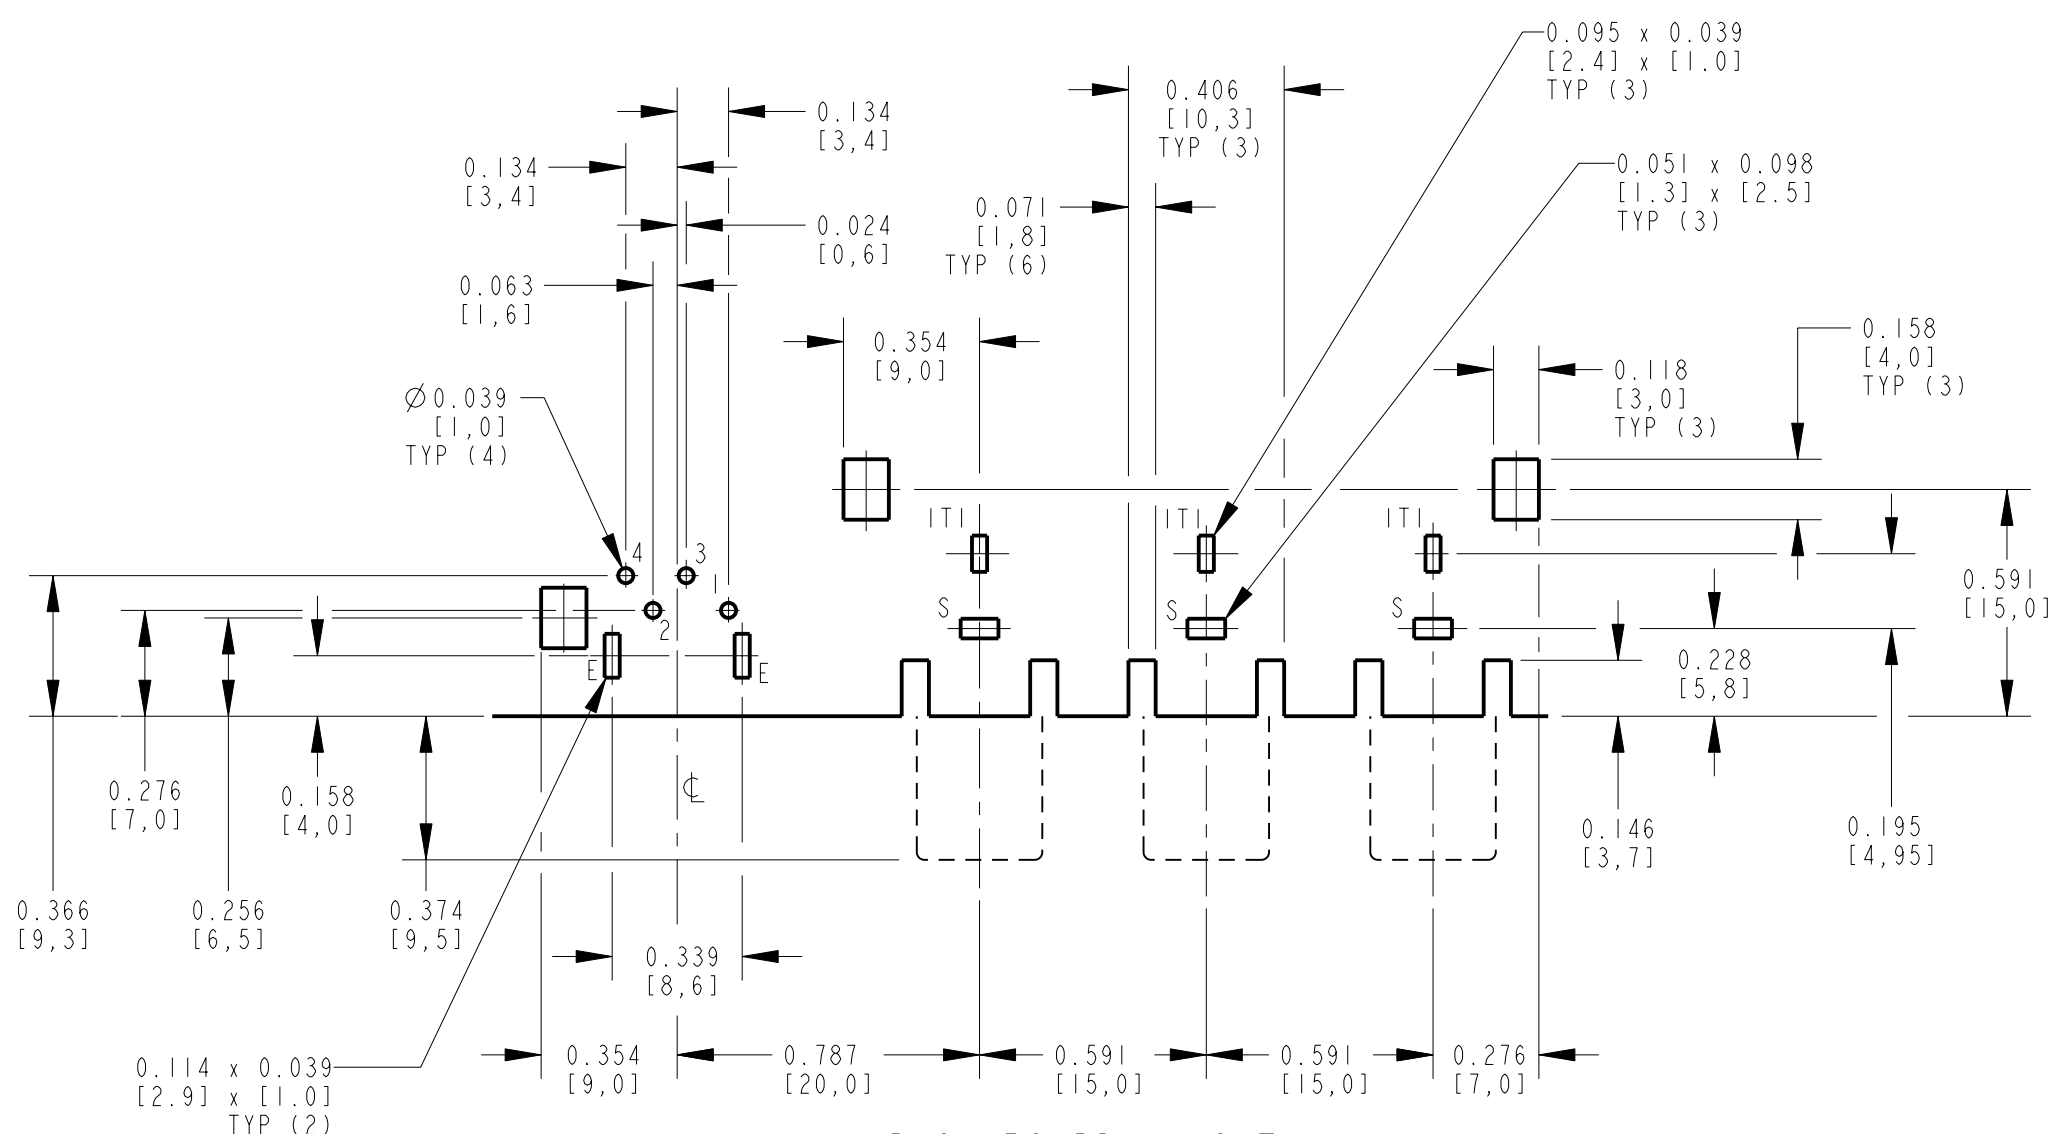 0.095 x 0.039
[2.4] x [1.0]
TYP (3)
0.406
[10,3]
TYP (3)
0.134
[3,4]
0.134
[3,4]
0.051 x 0.098
[1.3] x [2.5]
TYP (3)
0.071
[1,8]
TYP (6)
0.024
[0,6]
0.063
[1,6]
0.354
[9,0]
0.158
[4,0]
TYP (3)
0.118
[3,0]
TYP (3)
Ø0.039
[1,0]
TYP (4)
1T1
1T1
1T1
4
3
1
2
S
S
S
E
E
0.591
[15,0]
0.228
[5,8]
0.276
[7,0]
0.158
[4,0]
℄
0.146
[3,7]
0.195
[4,95]
0.366
[9,3]
0.256
[6,5]
0.374
[9,5]
0.339
[8,6]
0.114 x 0.039
[2.9] x [1.0]
TYP (2)
0.354
[9,0]
0.787
[20,0]
0.591
[15,0]
0.591
[15,0]
0.276
[7,0]